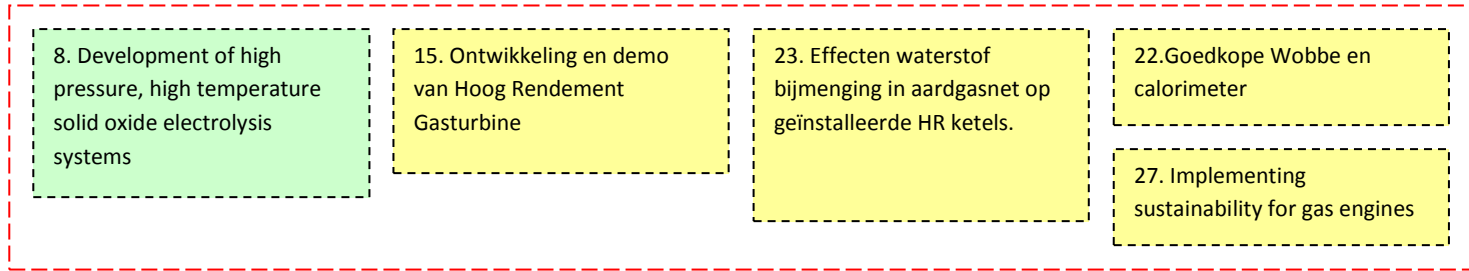 8. Development of high
pressure, high temperature
solid oxide electrolysis
systems
15. Ontwikkeling en demo
van Hoog Rendement
Gasturbine
23. Effecten waterstof
bijmenging in aardgasnet op
geïnstalleerde HR ketels.
22.Goedkope Wobbe en
calorimeter
27. Implementing
sustainability for gas engines